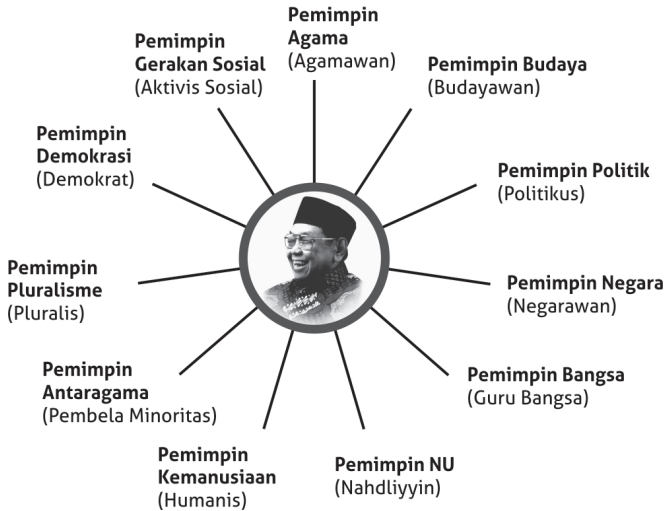 Pemimpin
Agama
(Agamawan)
Pemimpin Budaya
(Budayawan)
Pemimpin Politik
(Politikus)
Pemimpin Negara
(Negarawan)
Pemimpin Bangsa
(Guru Bangsa)
Pemimpin NU
(Nahdliyyin)
Pemimpin
Kemanusiaan
(Humanis)
Pemimpin
Antaragama
(Pembela Minoritas)
Pemimpin
Pluralisme
(Pluralis)
Pemimpin
Demokrasi
(Demokrat)
Pemimpin
Gerakan Sosial
(Aktivis Sosial)